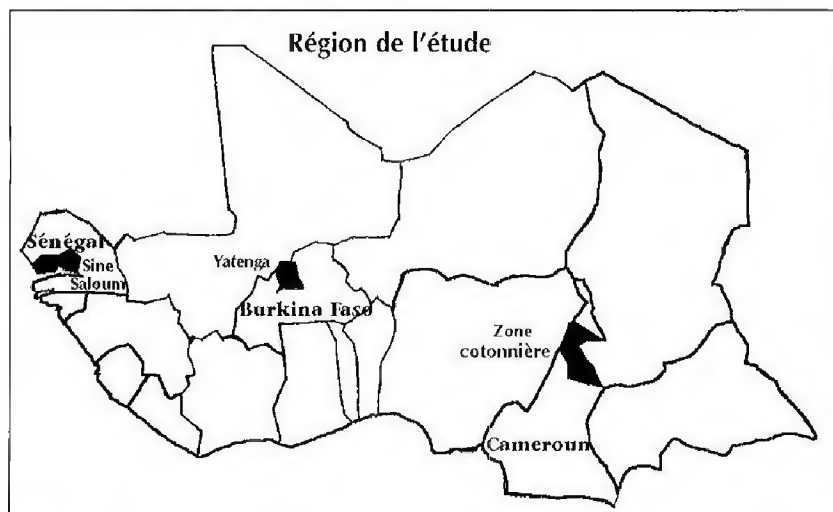 Région de l'étude
Sénégal
Sine
Saloum
Yatenga
Burkina Faso
Zone
cotonnière
Cameroun